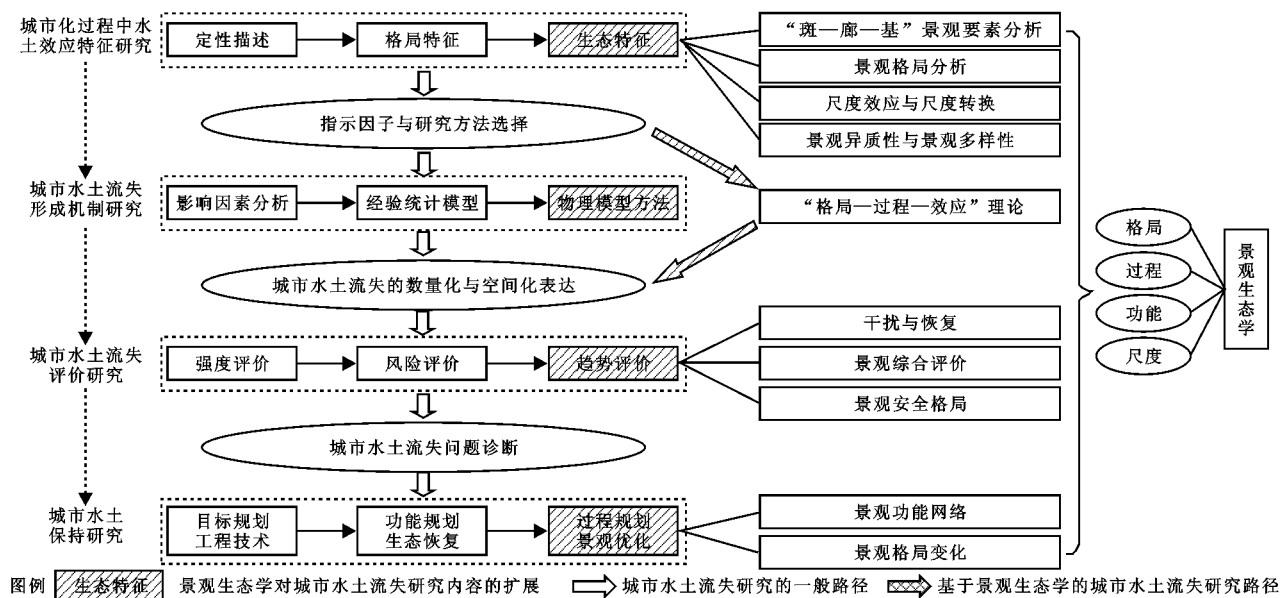 城市化过程中水
土效应特征研究
定性描述
格局特征
生态特征
“斑—廊—基”景观要素分析
景观格局分析
尺度效应与尺度转换
景观异质性与景观多样性
指示因子与研究方法选择
城市水土流失
形成机制研究
影响因素分析
经验统计模型
物理模型方法
“格局—过程—效应”理论
城市水土流失的数量化与空间化表达
城市水土流失
评价研究
强度评价
风险评价
趋势评价
干扰与恢复
景观综合评价
景观安全格局
城市水土流失问题诊断
城市水土
保持研究
目标规划
工程技术
功能规划
生态恢复
过程规划
景观优化
景观功能网络
景观格局变化
格局
过程
功能
尺度
景观生态学
图例 生态特征 景观生态学对城市水土流失研究内容的扩展 城市水土流失研究的一般路径 基于景观生态学的城市水土流失研究路径